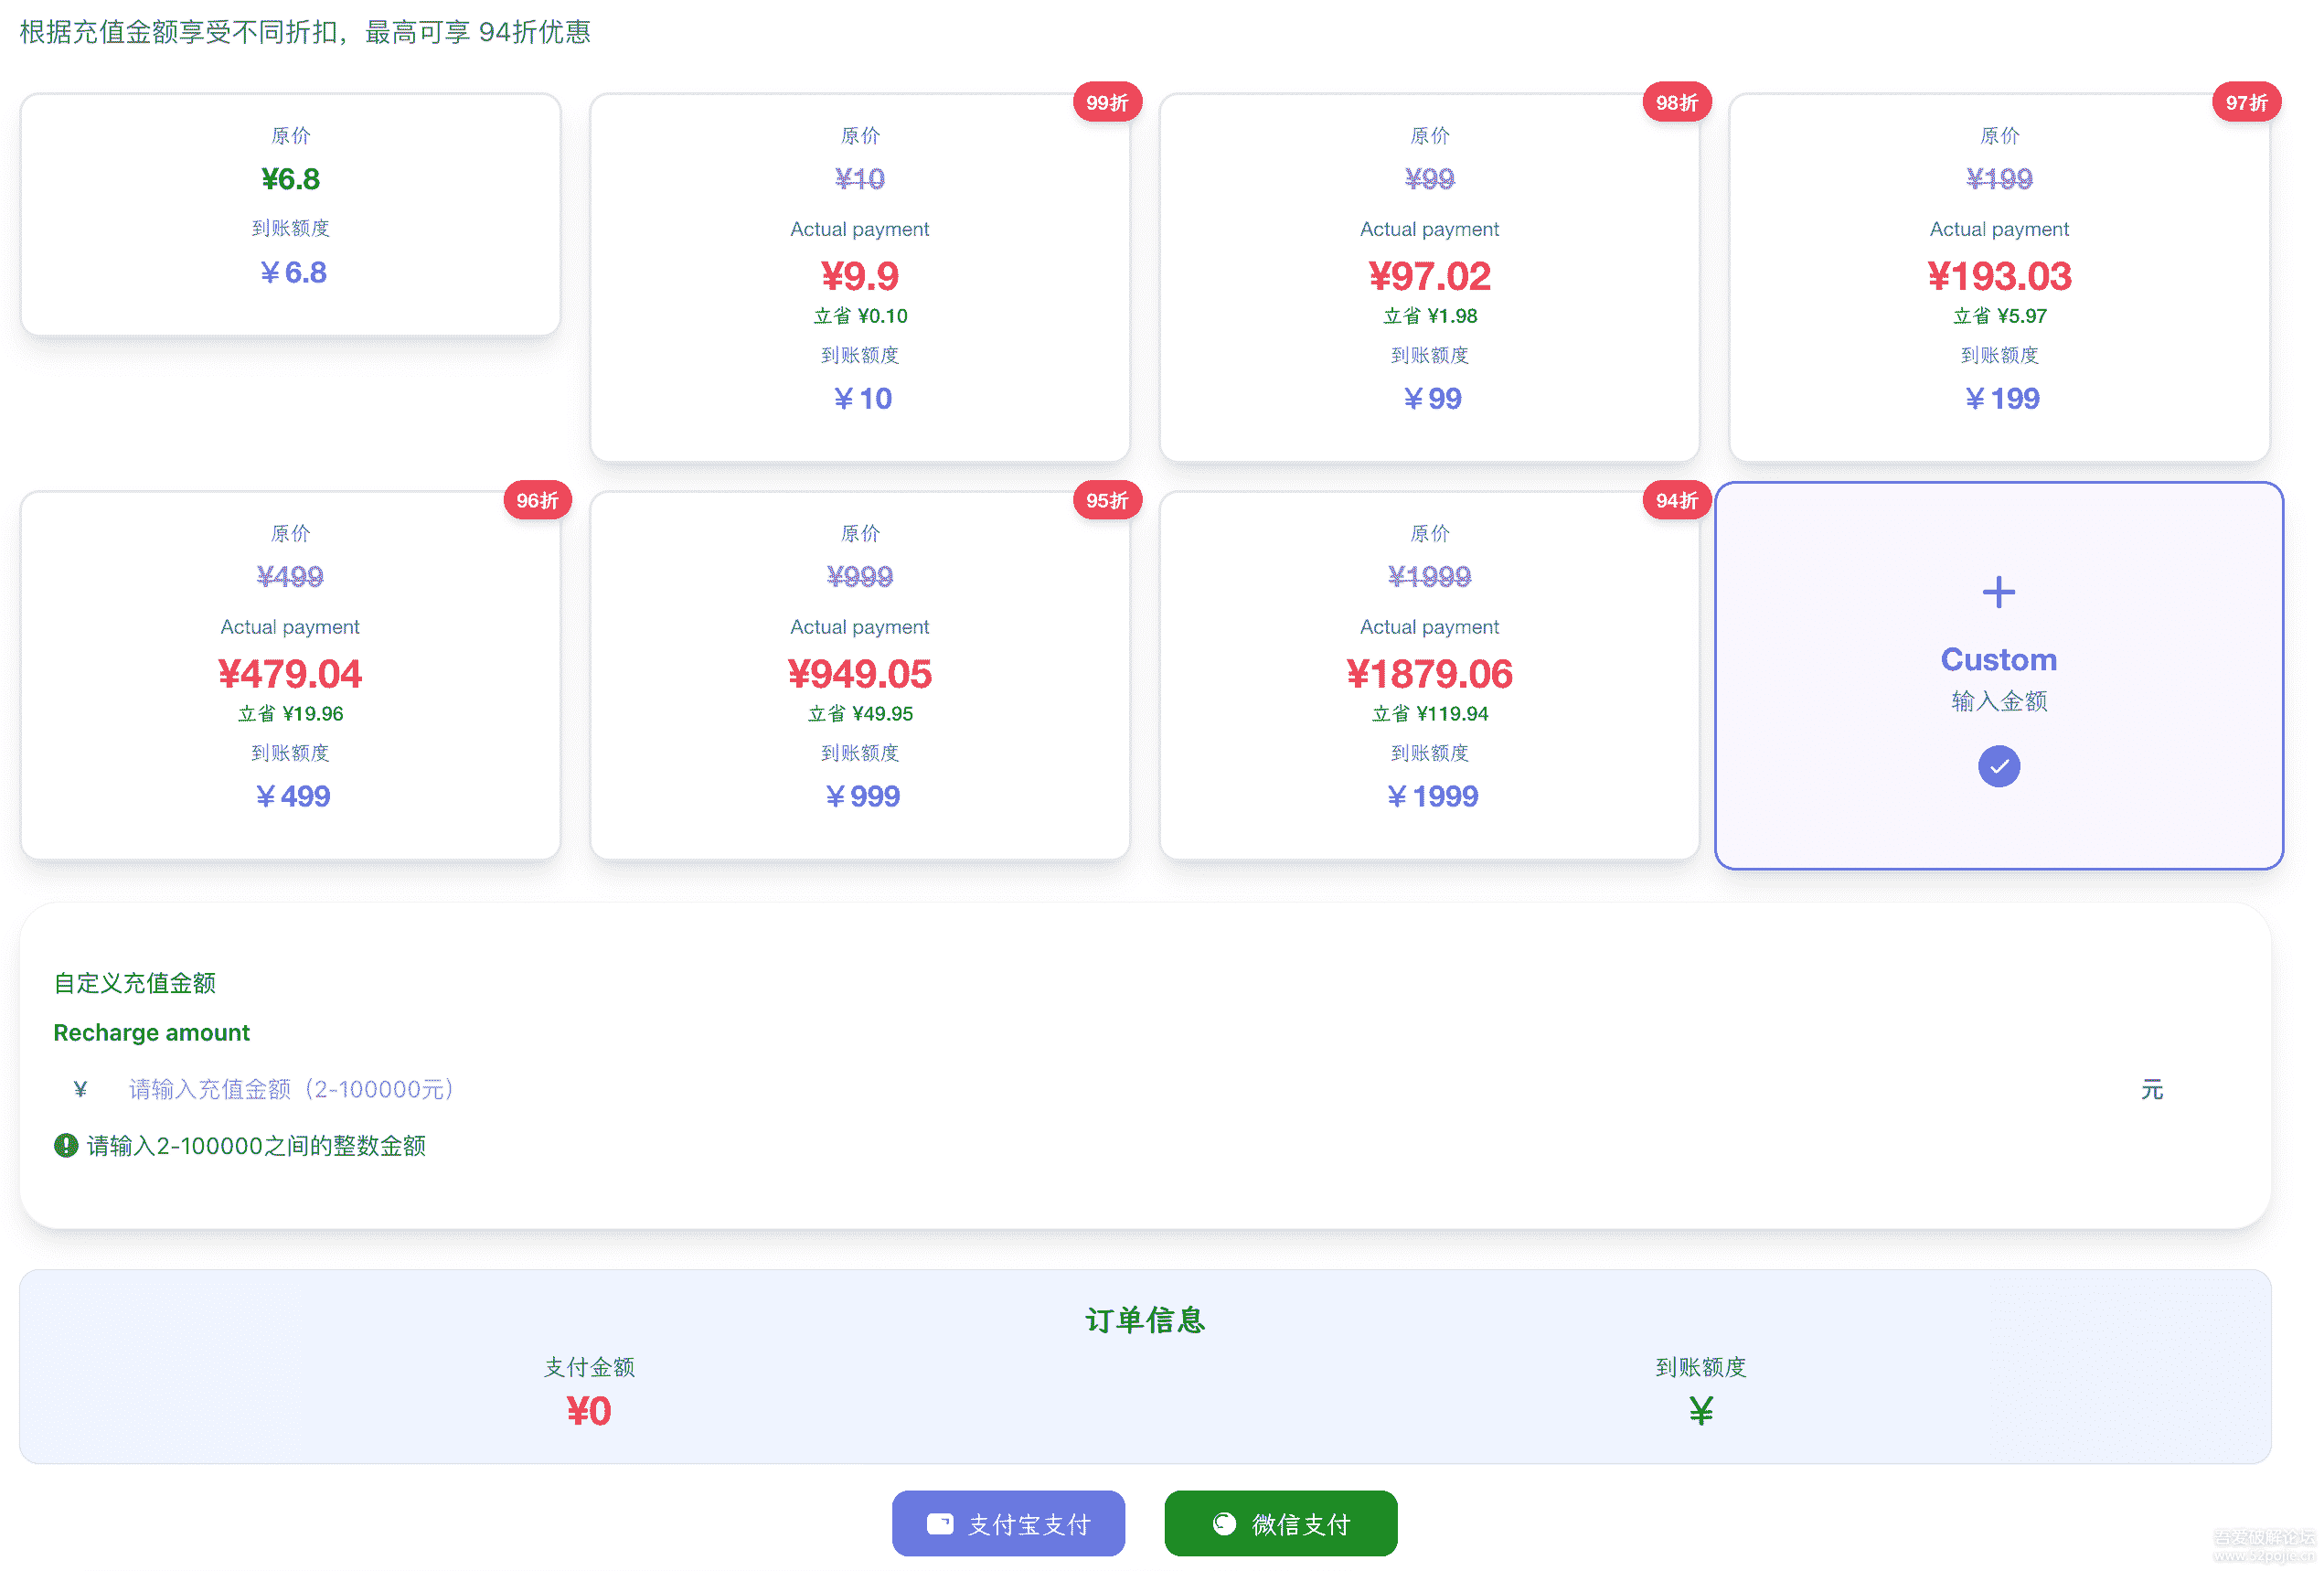 根据充值金额享受不同折扣，最高可享 94折优惠
原价
¥6.8
到账额度
￥6.8
99折
原价
¥10
Actual payment
¥9.9
立省 ¥0.10
到账额度
￥10
98折
原价
¥99
Actual payment
¥97.02
立省 ¥1.98
到账额度
￥99
97折
原价
¥199
Actual payment
¥193.03
立省 ¥5.97
到账额度
￥199
96折
原价
¥499
Actual payment
¥479.04
立省 ¥19.96
到账额度
￥499
95折
原价
¥999
Actual payment
¥949.05
立省 ¥49.95
到账额度
￥999
94折
原价
¥1999
Actual payment
¥1879.06
立省 ¥119.94
到账额度
￥1999
Custom
输入金额
自定义充值金额
Recharge amount
¥ 请输入充值金额（2-100000元） 元
请输入2-100000之间的整数金额
订单信息
支付金额
¥0
到账额度
￥
支付宝支付
微信支付
吾爱破解论坛
www.52pojie.cn